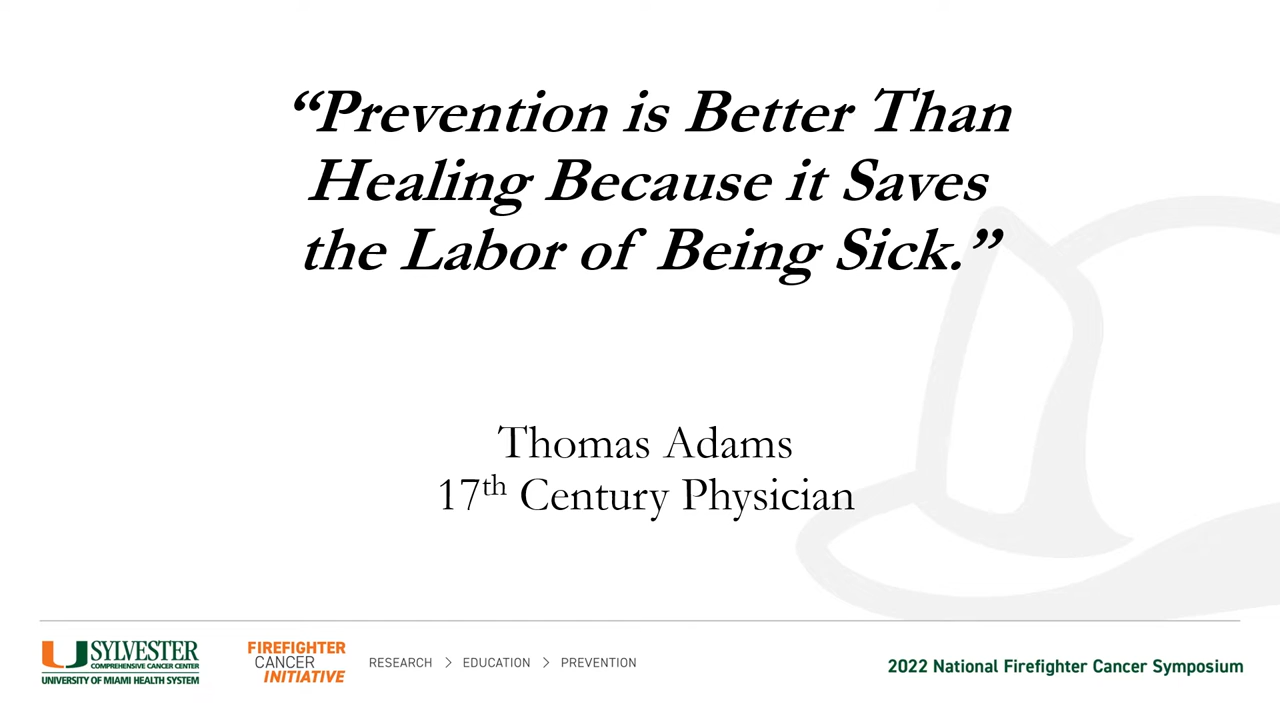 “Prevention is Better Than
Healing Because it Saves
the Labor of Being Sick.”
Thomas Adams
17th Century Physician
U SYLVESTER
COMPREHENSIVE CANCER CENTER
UNIVERSITY OF MIAMI HEALTH SYSTEM
FIREFIGHTER
CANCER
INITIATIVE
RESEARCH > EDUCATION > PREVENTION
2022 National Firefighter Cancer Symposium